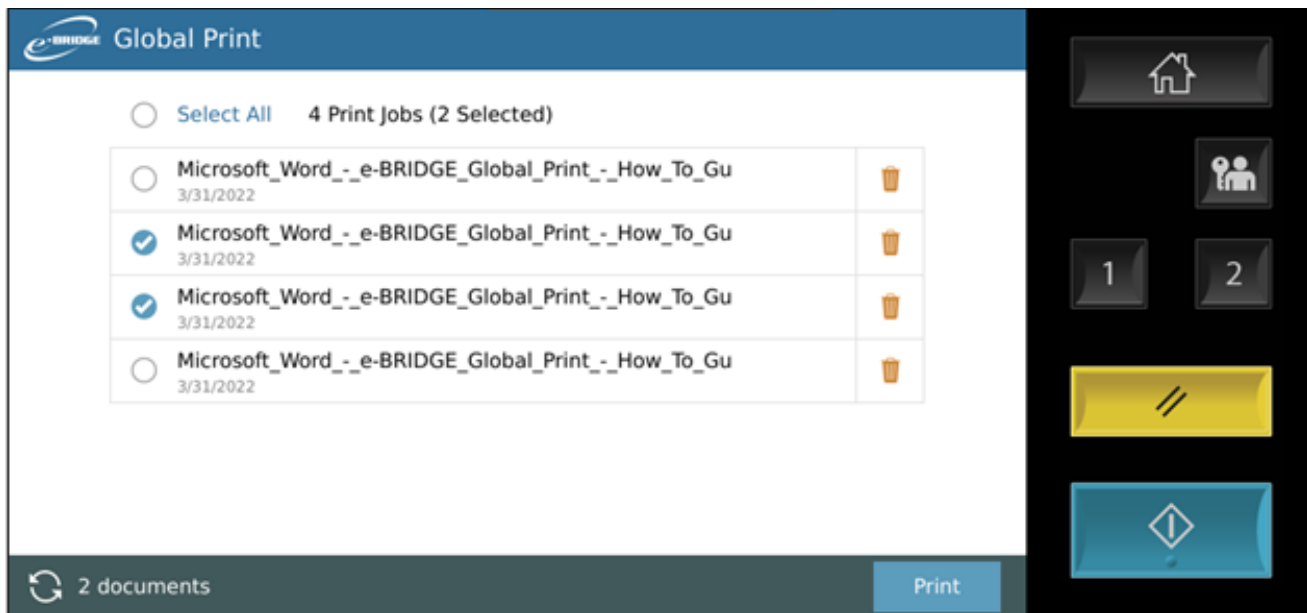 e-BRIDGE Global Print
Select All 4 Print Jobs (2 Selected)
Microsoft_Word_-_e-BRIDGE_Global_Print_-_How_To_Gu
3/31/2022
Microsoft_Word_-_e-BRIDGE_Global_Print_-_How_To_Gu
3/31/2022
Microsoft_Word_-_e-BRIDGE_Global_Print_-_How_To_Gu
3/31/2022
Microsoft_Word_-_e-BRIDGE_Global_Print_-_How_To_Gu
3/31/2022
2 documents Print
1 2